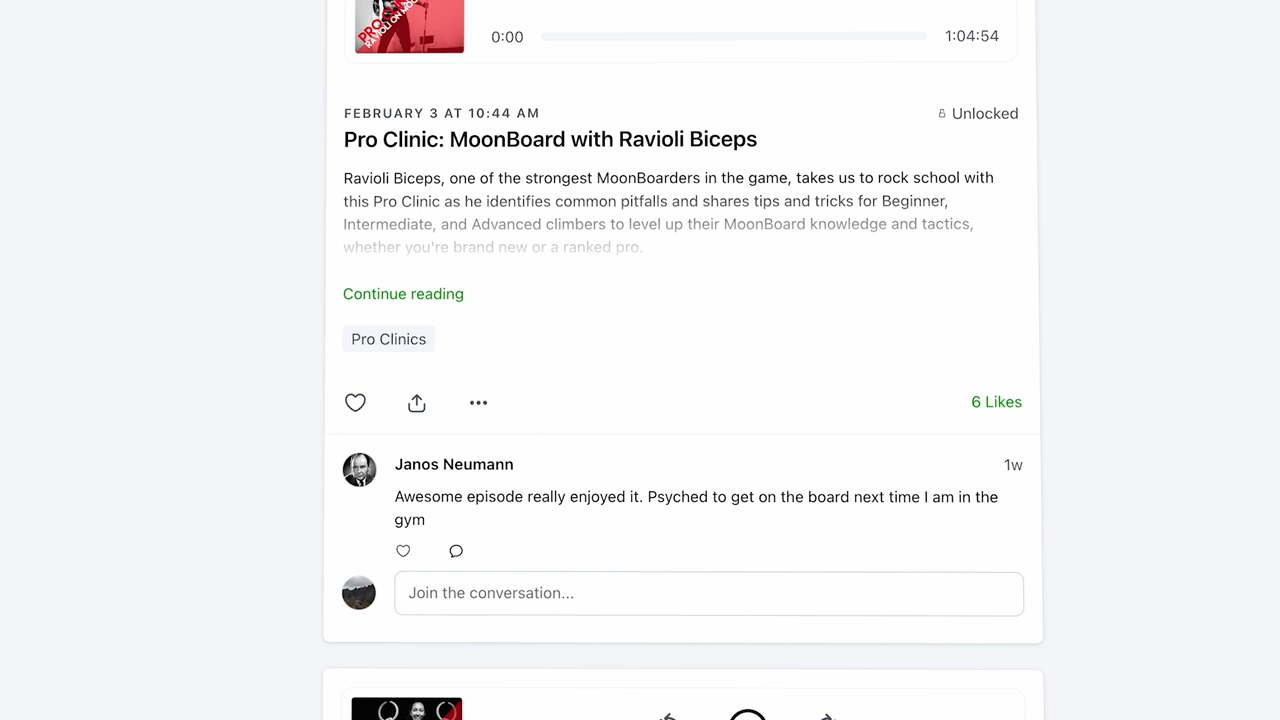 PRO
RAVIOLI ON MOO
0:00
1:04:54
FEBRUARY 3 AT 10:44 AM
Unlocked
Pro Clinic: MoonBoard with Ravioli Biceps
Ravioli Biceps, one of the strongest MoonBoarders in the game, takes us to rock school with
this Pro Clinic as he identifies common pitfalls and shares tips and tricks for Beginner,
Intermediate, and Advanced climbers to level up their MoonBoard knowledge and tactics,
whether you're brand new or a ranked pro.
Continue reading
Pro Clinics
6 Likes
Janos Neumann
1w
Awesome episode really enjoyed it. Psyched to get on the board next time I am in the
gym
Join the conversation...